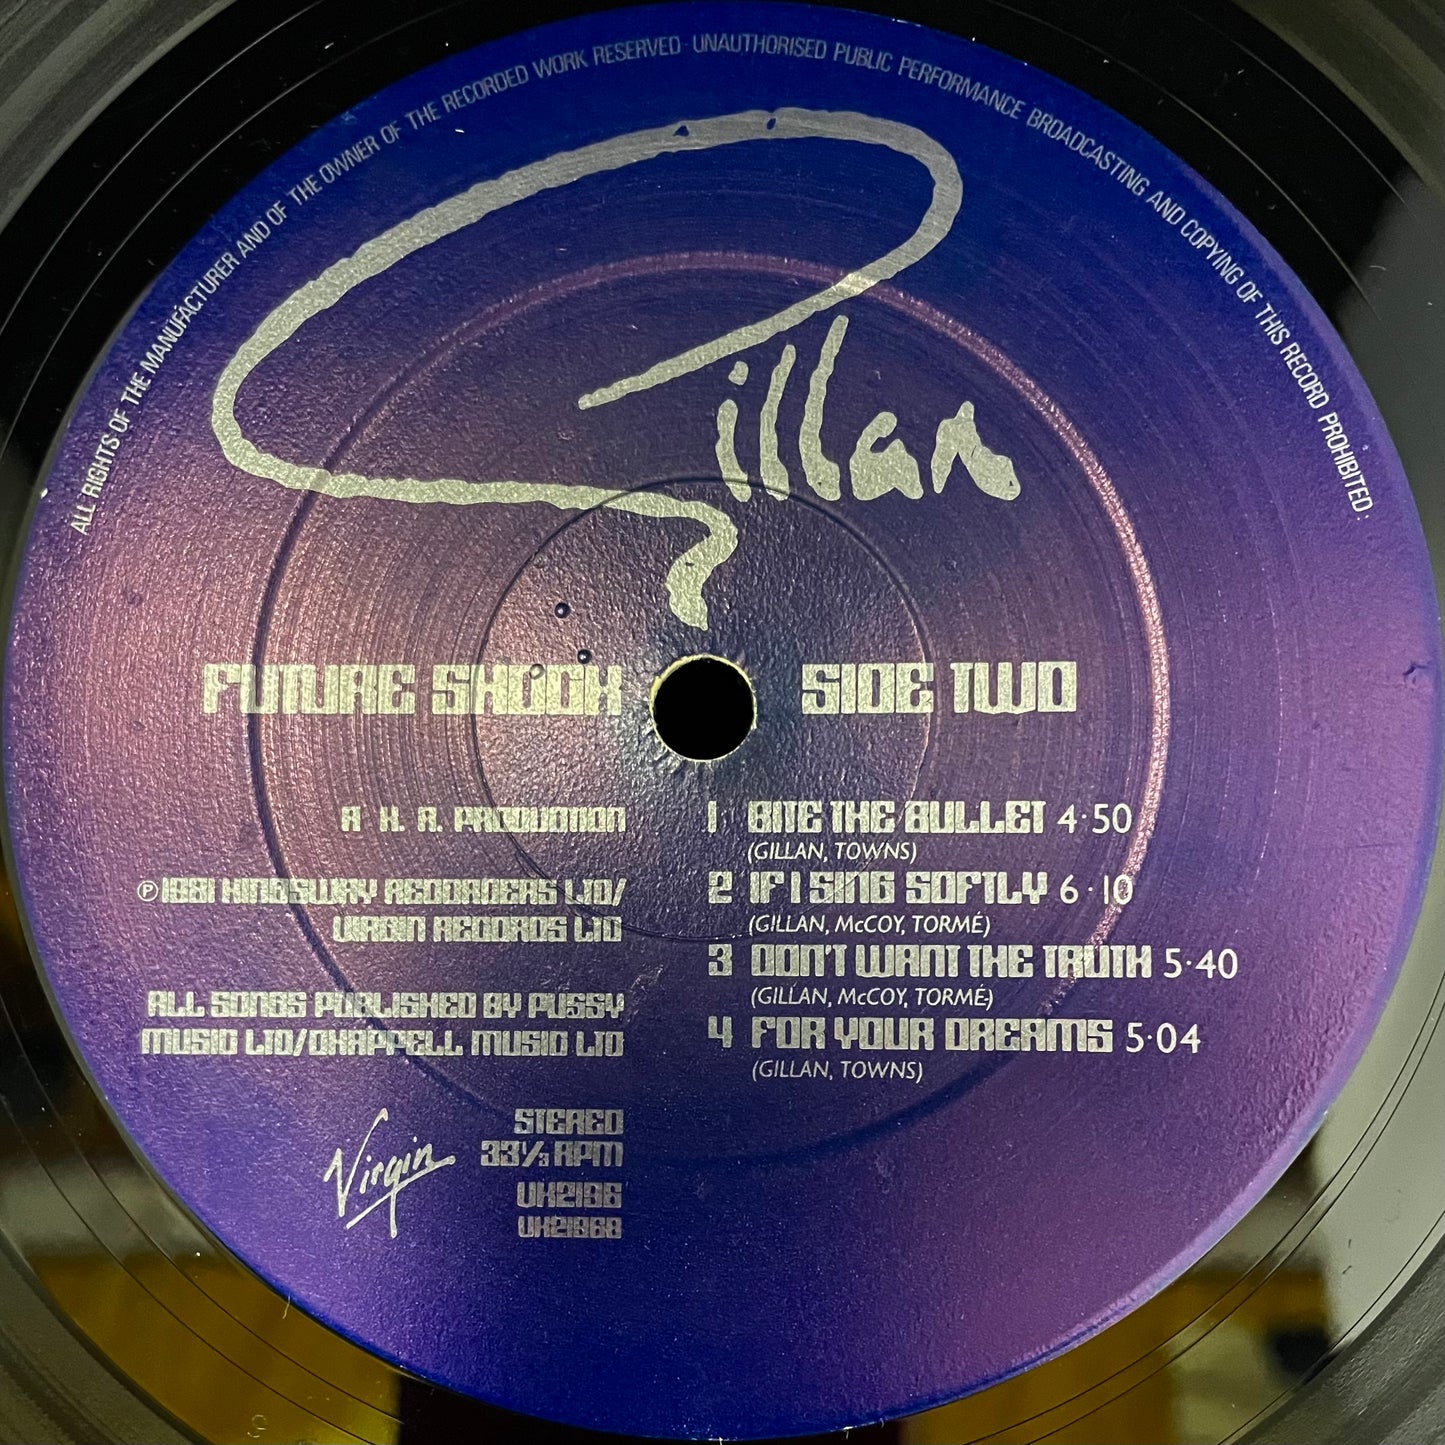 ALL RIGHTS OF THE MANUFACTURER AND OF THE OWNER OF THE RECORDED WORK RESERVED · UNAUTHORISED PUBLIC PERFORMANCE BROADCASTING AND COPYING OF THIS RECORD PROHIBITED:
Gillan
FUTURE SHOCK
SIDE TWO
A K. A. PRODUCTION
℗ 1981 KINGSWAY RECORDERS LTD/
VIRGIN RECORDS LTD
ALL SONGS PUBLISHED BY PUSSY
MUSIC LTD/CHAPPELL MUSIC LTD
1 BITE THE BULLET 4·50
(GILLAN, TOWNS)
2 IF I SING SOFTLY 6·10
(GILLAN, McCOY, TORMÉ)
3 DON'T WANT THE TRUTH 5·40
(GILLAN, McCOY, TORMÉ)
4 FOR YOUR DREAMS 5·04
(GILLAN, TOWNS)
Virgin
STEREO
33⅓ RPM
VK2196
VK2196B